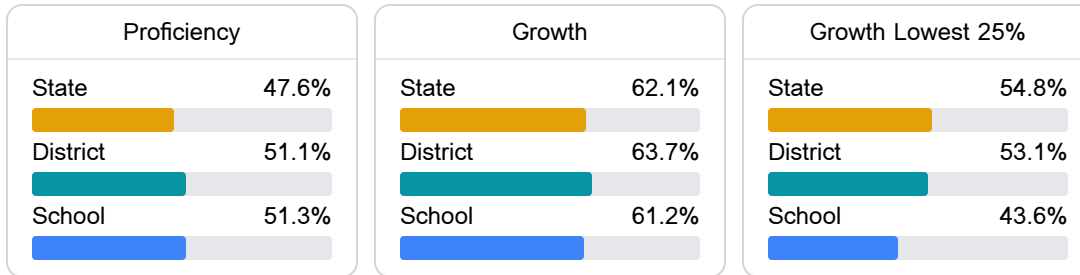 Proficiency
State 47.6%
District 51.1%
School 51.3%
Growth
State 62.1%
District 63.7%
School 61.2%
Growth Lowest 25%
State 54.8%
District 53.1%
School 43.6%